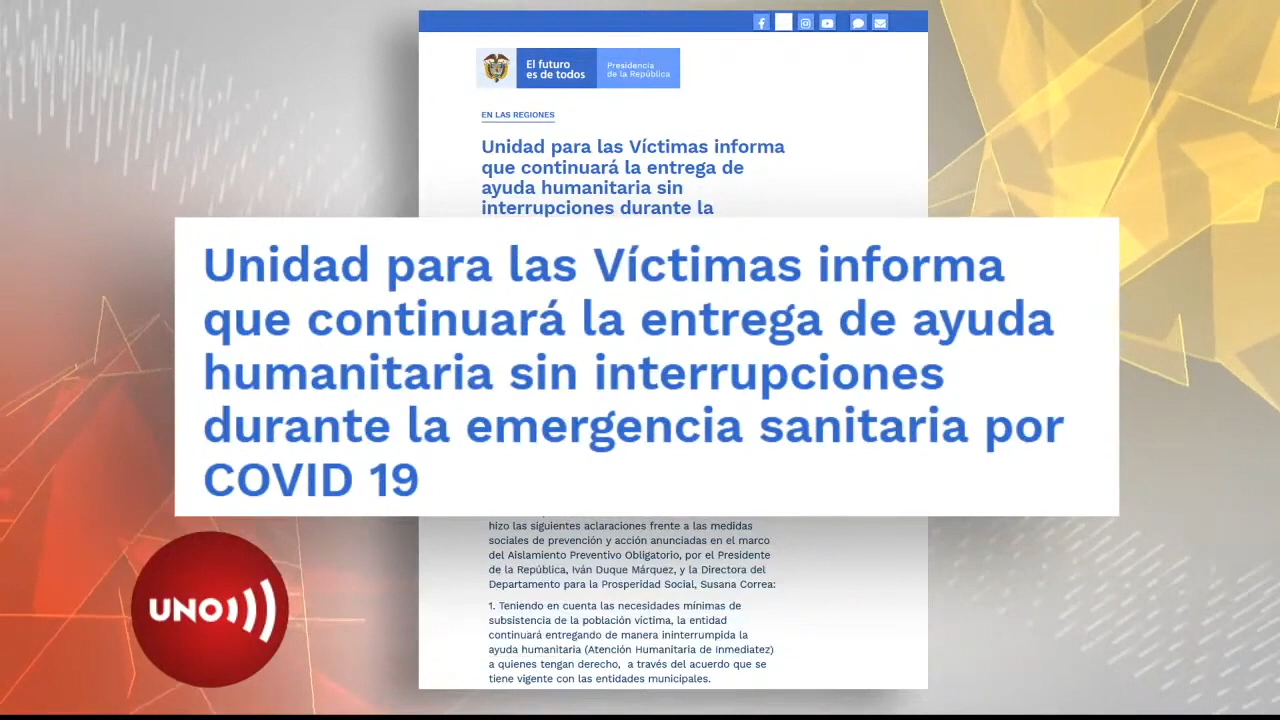 El futuro
es de todos
Presidencia
de la República
EN LAS REGIONES
Unidad para las Víctimas informa
que continuará la entrega de
ayuda humanitaria sin
interrupciones durante la
Unidad para las Víctimas informa
que continuará la entrega de ayuda
humanitaria sin interrupciones
durante la emergencia sanitaria por
COVID 19
hizo las siguientes aclaraciones frente a las medidas
sociales de prevención y acción anunciadas en el marco
del Aislamiento Preventivo Obligatorio, por el Presidente
de la República, Iván Duque Márquez, y la Directora del
Departamento para la Prosperidad Social, Susana Correa:
1. Teniendo en cuenta las necesidades mínimas de
subsistencia de la población víctima, la entidad
continuará entregando de manera ininterrumpida la
ayuda humanitaria (Atención Humanitaria de Inmediatez)
a quienes tengan derecho, a través del acuerdo que se
tiene vigente con las entidades municipales.
UNO